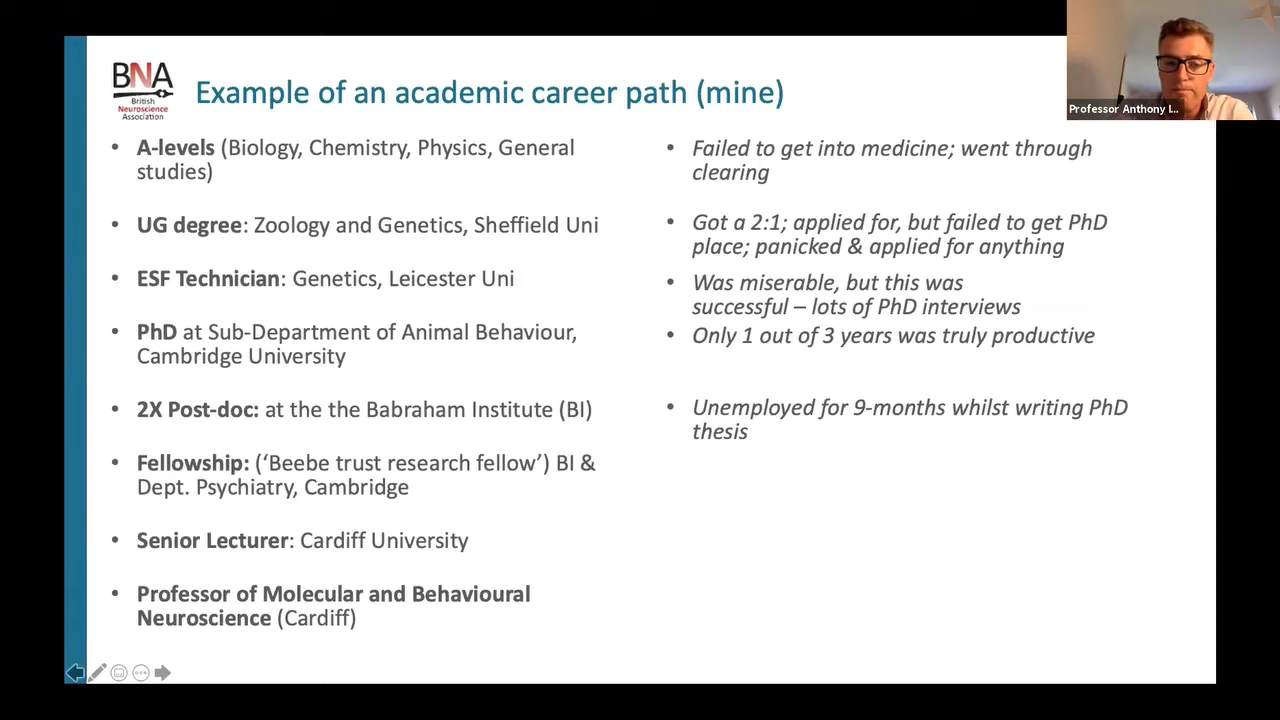 BNA
British
Neuroscience
Association
Example of an academic career path (mine)
Professor Anthony I...
• A-levels (Biology, Chemistry, Physics, General
studies)
• UG degree: Zoology and Genetics, Sheffield Uni
• ESF Technician: Genetics, Leicester Uni
• PhD at Sub-Department of Animal Behaviour,
Cambridge University
• 2X Post-doc: at the the Babraham Institute (BI)
• Fellowship: (‘Beebe trust research fellow’) BI &
Dept. Psychiatry, Cambridge
• Senior Lecturer: Cardiff University
• Professor of Molecular and Behavioural
Neuroscience (Cardiff)
• Failed to get into medicine; went through
clearing
• Got a 2:1; applied for, but failed to get PhD
place; panicked & applied for anything
• Was miserable, but this was
successful – lots of PhD interviews
• Only 1 out of 3 years was truly productive
• Unemployed for 9-months whilst writing PhD
thesis